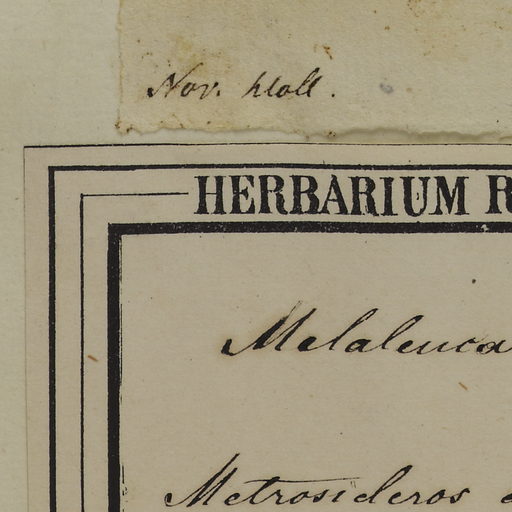 Nov. Holl.
HERBARIUM
Melaleuca
Metrosideros